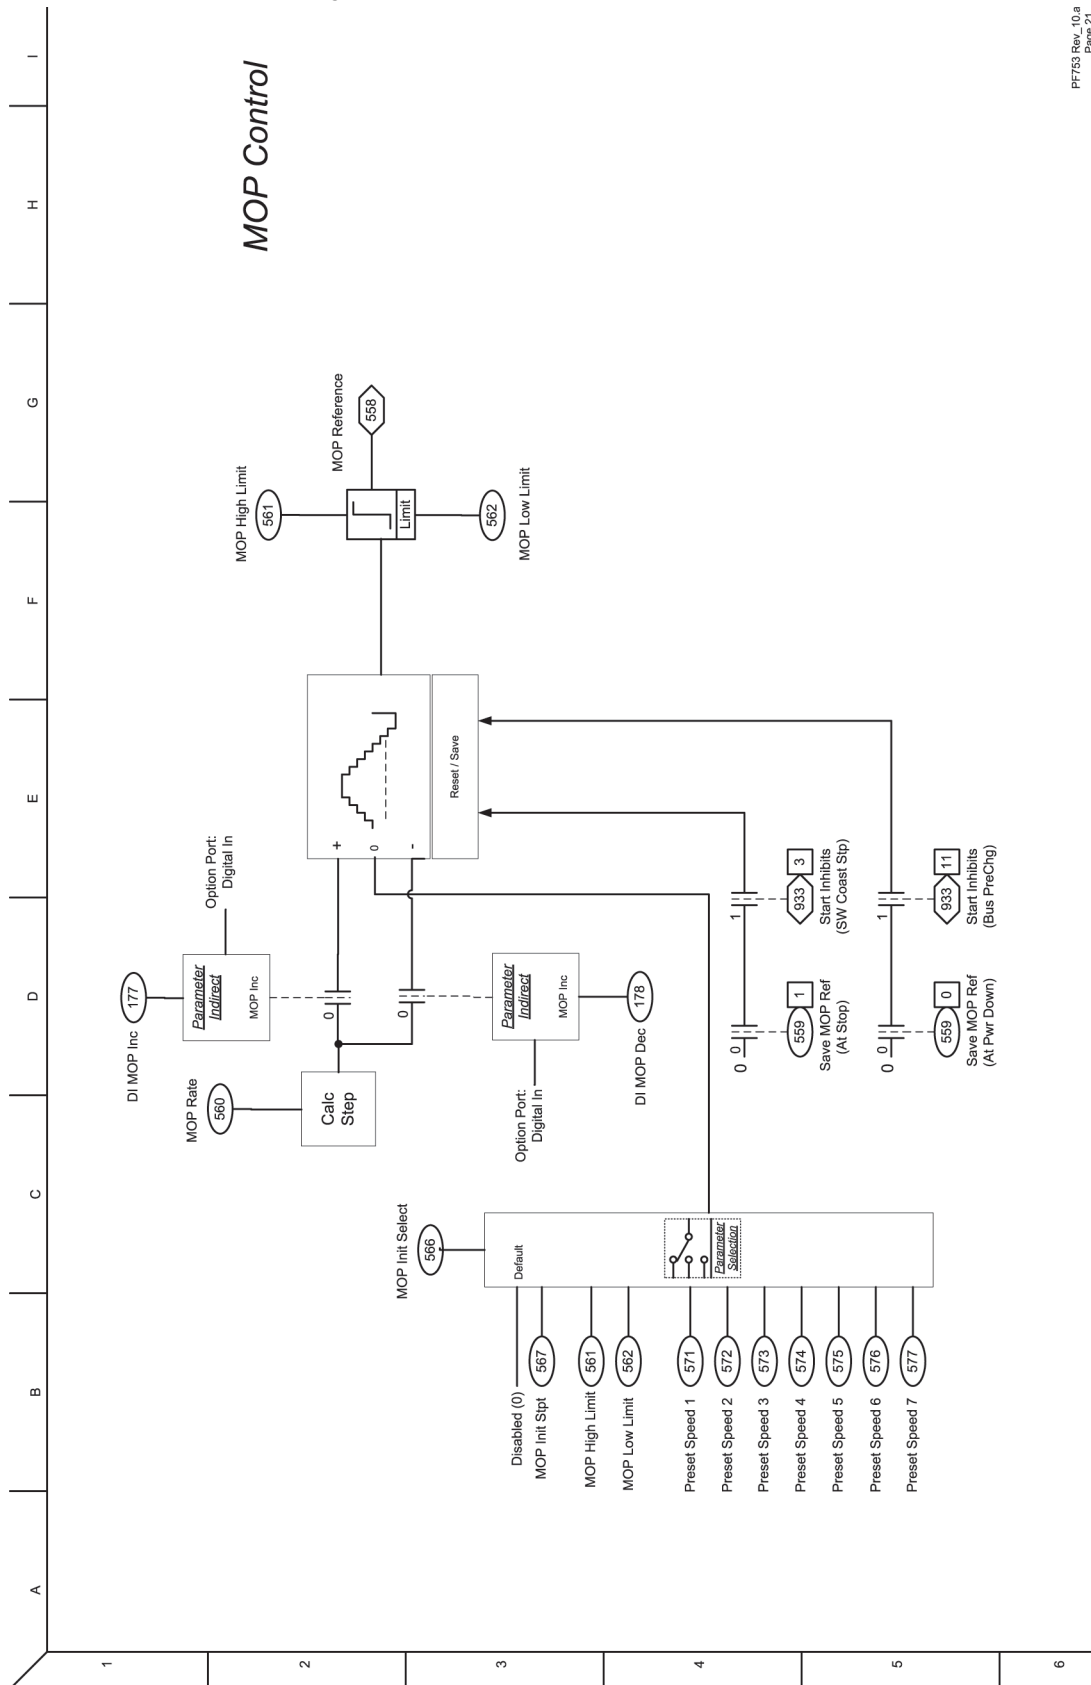 A
B
C
D
E
F
G
H
I
1
2
3
4
5
6
MOP Control
DI MOP Inc
177
Parameter
Indirect
MOP Inc
Option Port:
Digital In
MOP Rate
560
Calc
Step
0
0
+
0
-
Reset / Save
MOP High Limit
561
Limit
MOP Reference
558
562
MOP Low Limit
Option Port:
Digital In
Parameter
Indirect
MOP Inc
178
DI MOP Dec
MOP Init Select
566
Default
Parameter
Selection
Disabled (0)
MOP Init Stpt
567
MOP High Limit
561
MOP Low Limit
562
Preset Speed 1
571
Preset Speed 2
572
Preset Speed 3
573
Preset Speed 4
574
Preset Speed 5
575
Preset Speed 6
576
Preset Speed 7
577
0
0
1
559
1
Save MOP Ref
(At Stop)
933
3
Start Inhibits
(SW Coast Stp)
0
0
1
559
0
Save MOP Ref
(At Pwr Down)
933
11
Start Inhibits
(Bus PreChg)
PF753 Rev_10.a
Page 21